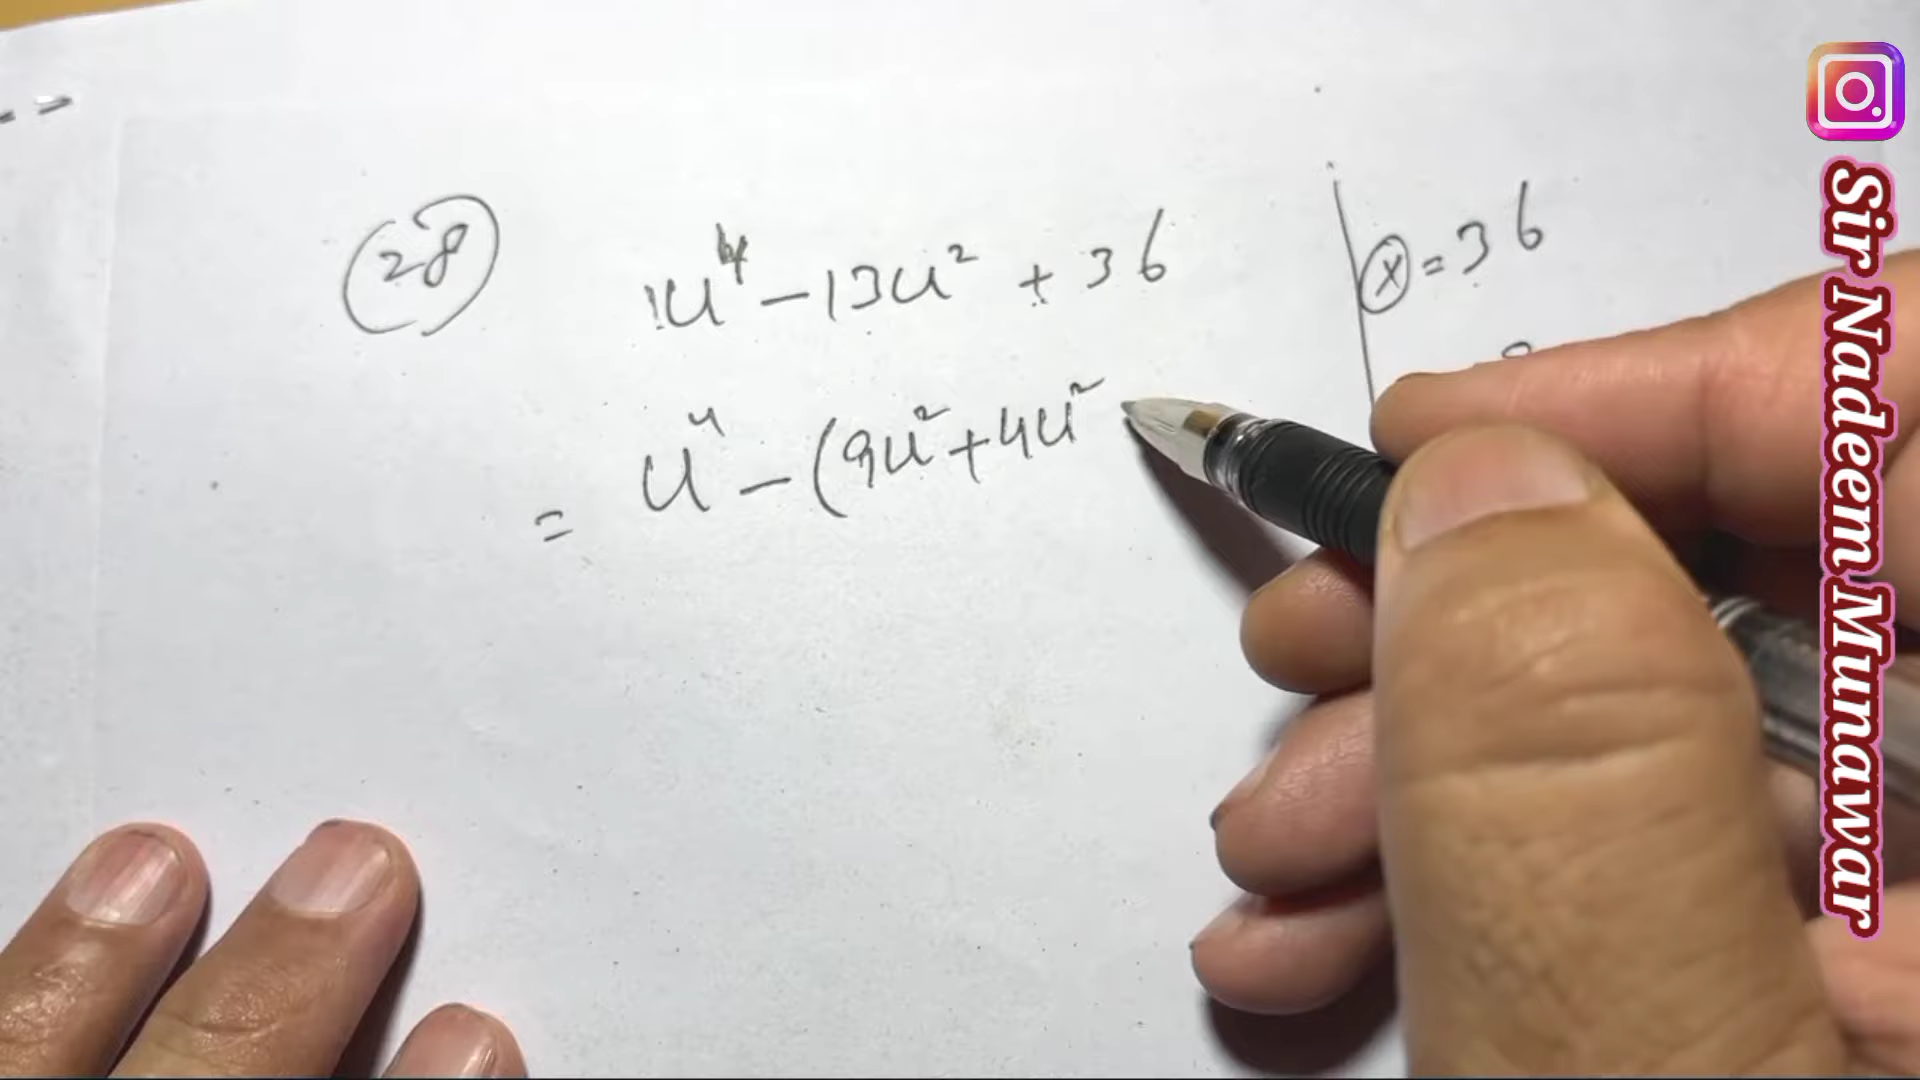 28 u⁴ - 13u² + 36
= u⁴ - (9u² + 4u²
x = 36
Sir Nadeem Munawar